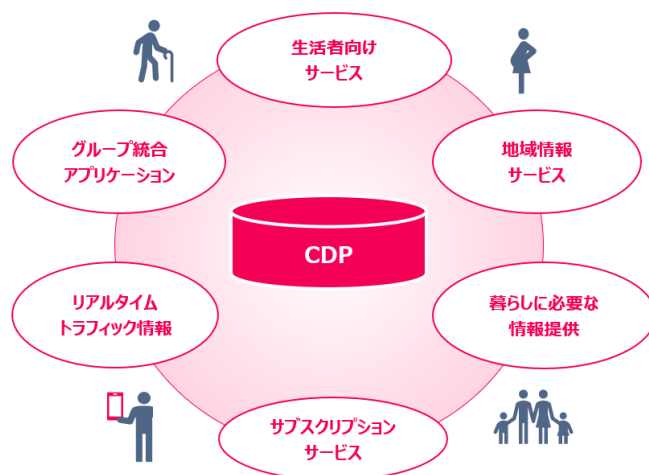 生活者向け
サービス
グループ統合
アプリケーション
地域情報
サービス
CDP
リアルタイム
トラフィック情報
暮らしに必要な
情報提供
サブスクリプション
サービス